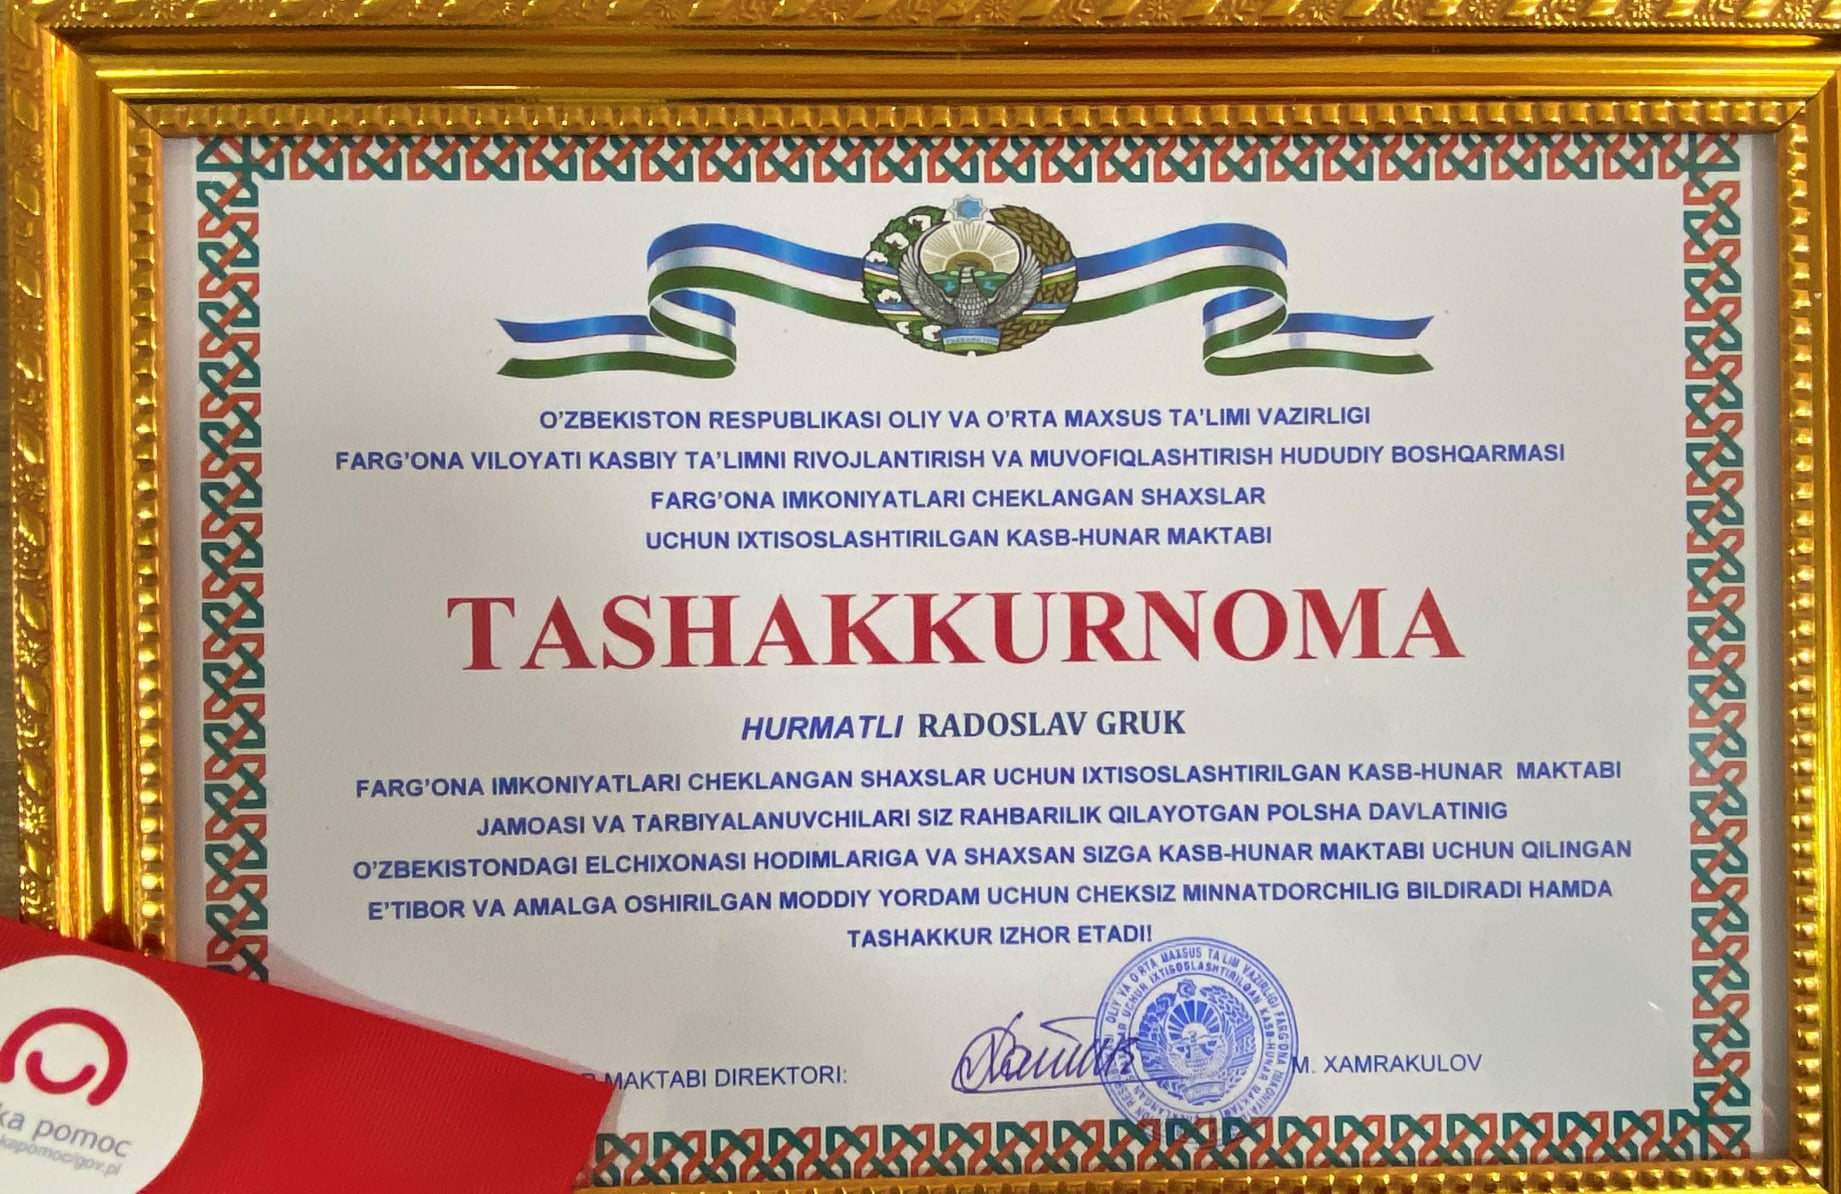 O'ZBEKISTON RESPUBLIKASI OLIY VA O'RTA MAXSUS TA'LIMI VAZIRLIGI
FARG'ONA VILOYATI KASBIY TA'LIMNI RIVOJLANTIRISH VA MUVOFIQLASHTIRISH HUDUDIY BOSHQARMASI
FARG'ONA IMKONIYATLARI CHEKLANGAN SHAXSLAR
UCHUN IXTISOSLASHTIRILGAN KASB-HUNAR MAKTABI
TASHAKKURNOMA
HURMATLI RADOSLAV GRUK
FARG'ONA IMKONIYATLARI CHEKLANGAN SHAXSLAR UCHUN IXTISOSLASHTIRILGAN KASB-HUNAR MAKTABI
JAMOASI VA TARBIYALANUVCHILARI SIZ RAHBARILIK QILAYOTGAN POLSHA DAVLATINIG
O'ZBEKISTONDAGI ELCHIXONASI HODIMLARIGA VA SHAXSAN SIZGA KASB-HUNAR MAKTABI UCHUN QILINGAN
E'TIBOR VA AMALGA OSHIRILGAN MODDIY YORDAM UCHUN CHEKSIZ MINNATDORCHILIG BILDIRADI HAMDA
TASHAKKUR IZHOR ETADI!
MAKTABI DIREKTORI:
M. XAMRAKULOV
ka pomoc
kapomoc/gov.pl